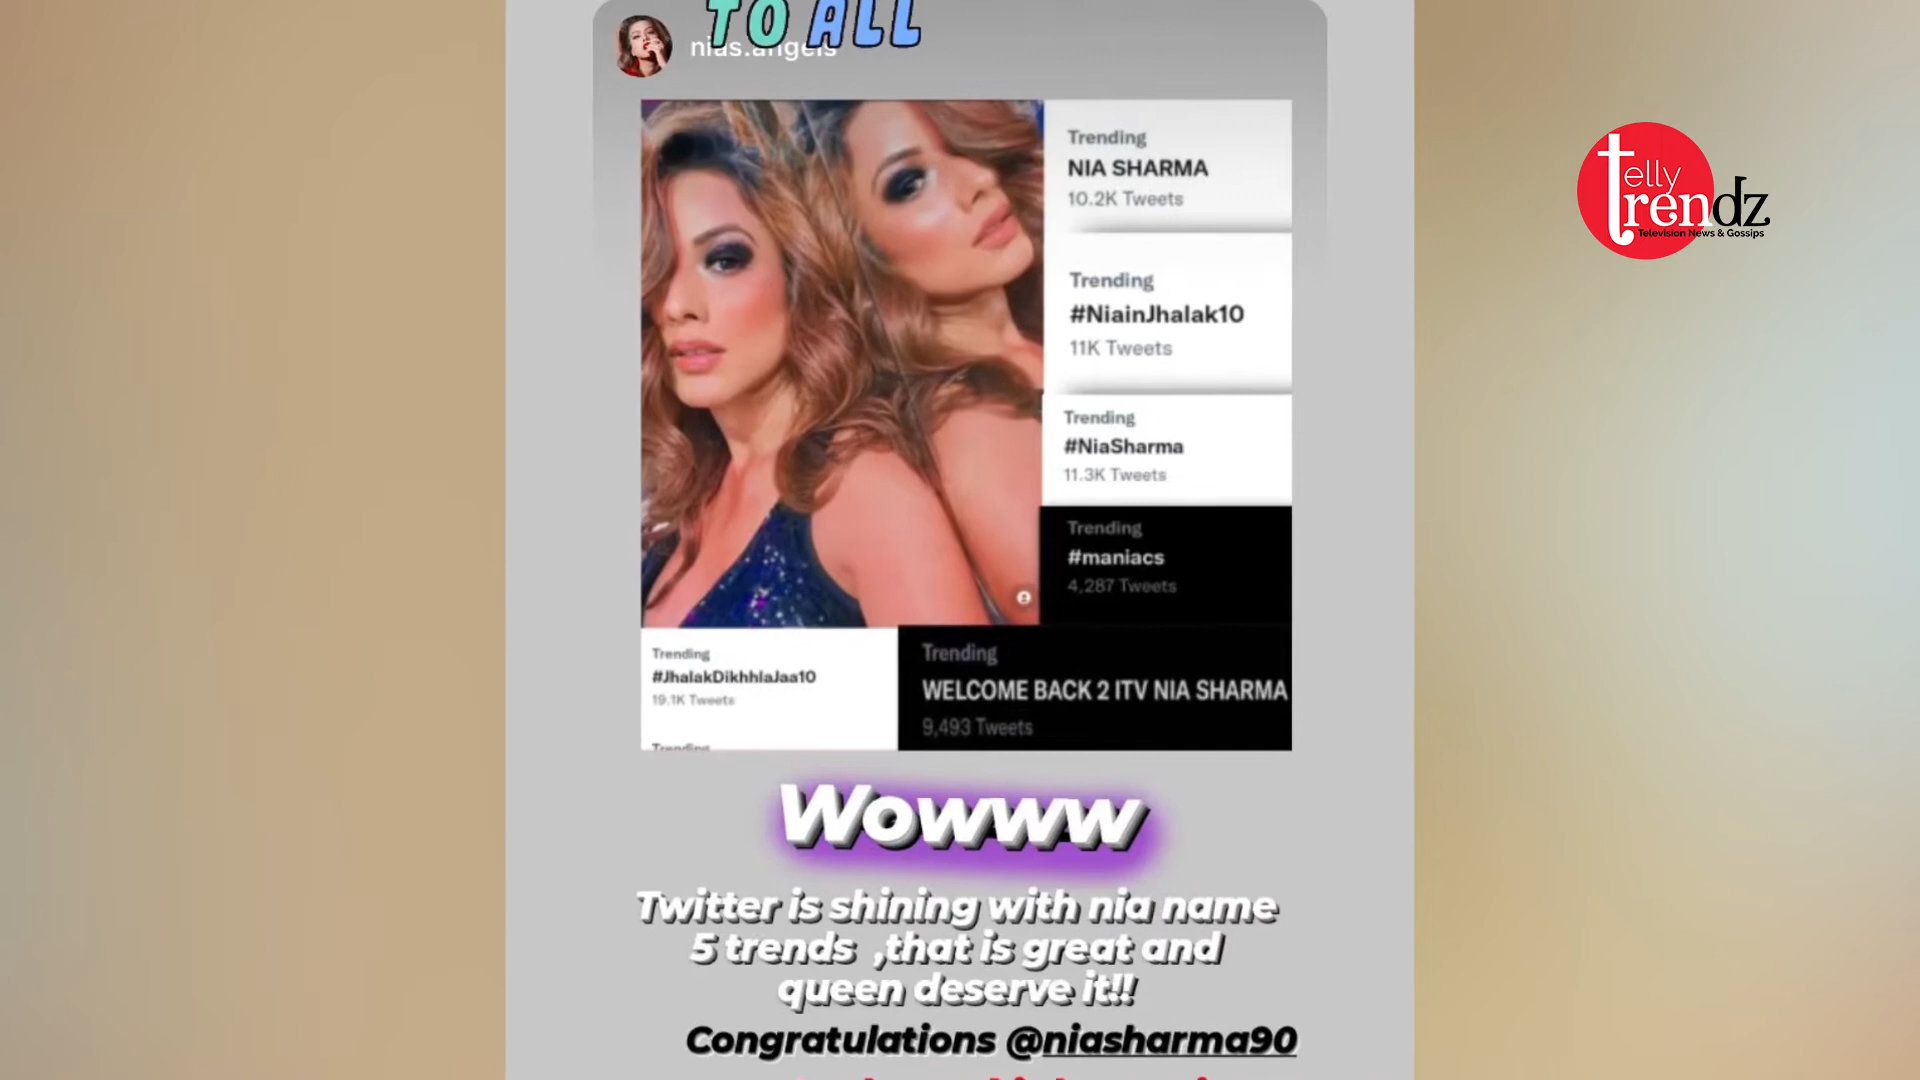 TO ALL
nias.angels
Trending
NIA SHARMA
10.2K Tweets
Trending
#NiainJhalak10
11K Tweets
Trending
#NiaSharma
11.3K Tweets
Trending
#maniacs
4,287 Tweets
Trending
#JhalakDikhhlaJaa10
19.1K Tweets
Trending
Trending
WELCOME BACK 2 ITV NIA SHARMA
9,493 Tweets
telly
trendz
Television News & Gossips
Wowww
Twitter is shining with nia name
5 trends ,that is great and
queen deserve it!!
Congratulations @niasharma90